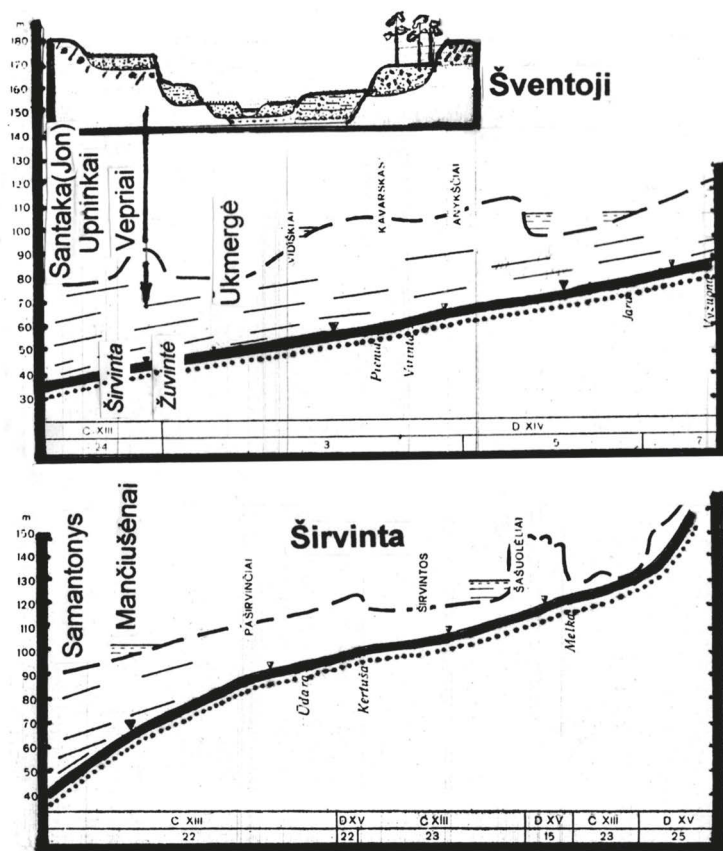 m
180
170
160
150
140
130
120
110
100
90
80
70
60
50
40
30
Šventoji
Santaka(Jon)
Upninkai
Vepriai
Ukmergė
VIDIŠKIAI
KAVARSKAS
ANYKŠČIAI
Širvinta
Žuvintė
Pienia
Virinta
Jara
Vyžuona
C XIII
D XIV
24
3
5
7
m
150
140
130
120
110
100
90
80
70
60
50
40
Širvinta
Samantonys
Mančiušėnai
PAŠIRVINČIAI
ŠIRVINTOS
ŠAŠUOLĖLIAI
Ūdara
Kertuša
Melka
C XIII
D XV
C XIII
D XV
C XIII
D XV
22
22
23
15
23
25